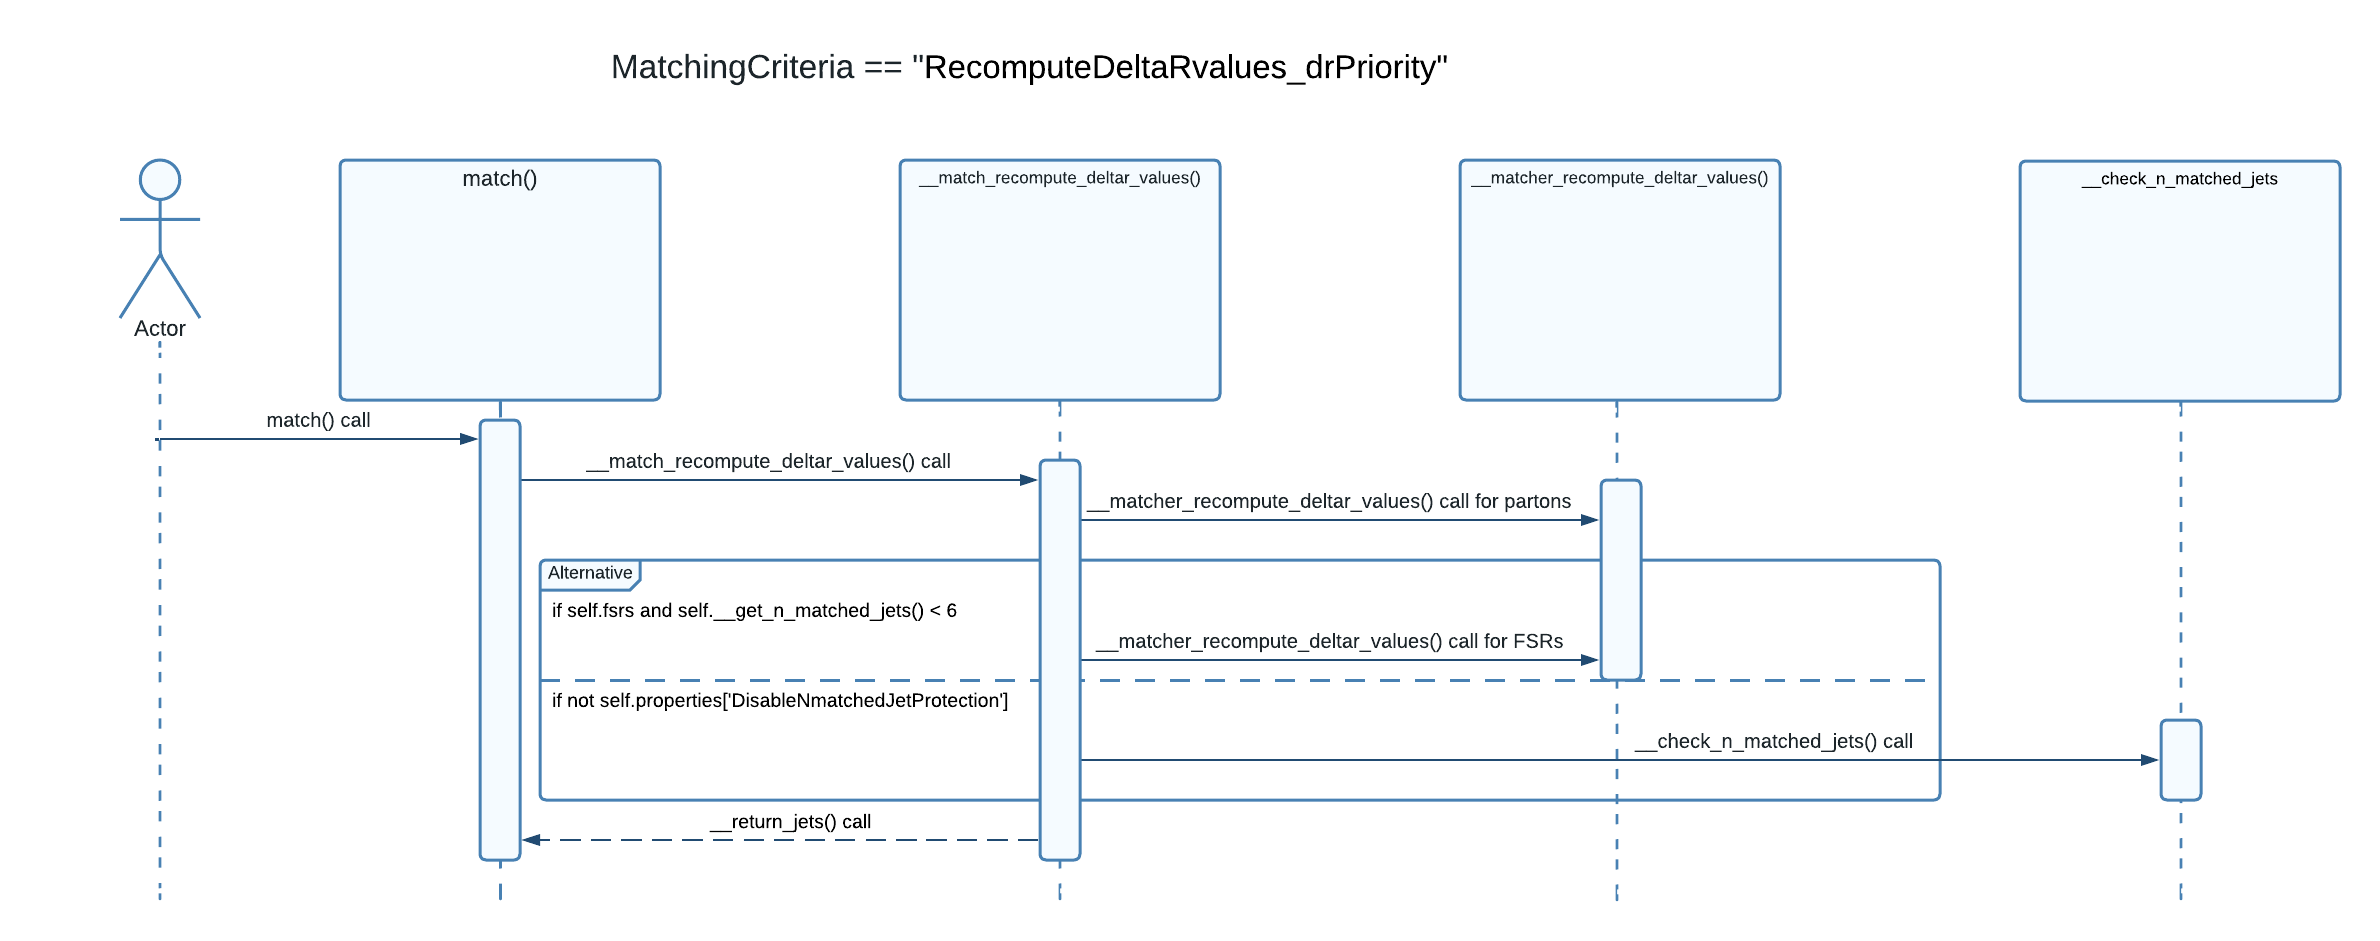 MatchingCriteria == "RecomputeDeltaRvalues_drPriority"
Actor
match()
__match_recompute_deltar_values()
__matcher_recompute_deltar_values()
__check_n_matched_jets
match() call
__match_recompute_deltar_values() call
__matcher_recompute_deltar_values() call for partons
Alternative
if self.fsrs and self.__get_n_matched_jets() < 6
__matcher_recompute_deltar_values() call for FSRs
if not self.properties['DisableNmatchedJetProtection']
__check_n_matched_jets() call
__return_jets() call